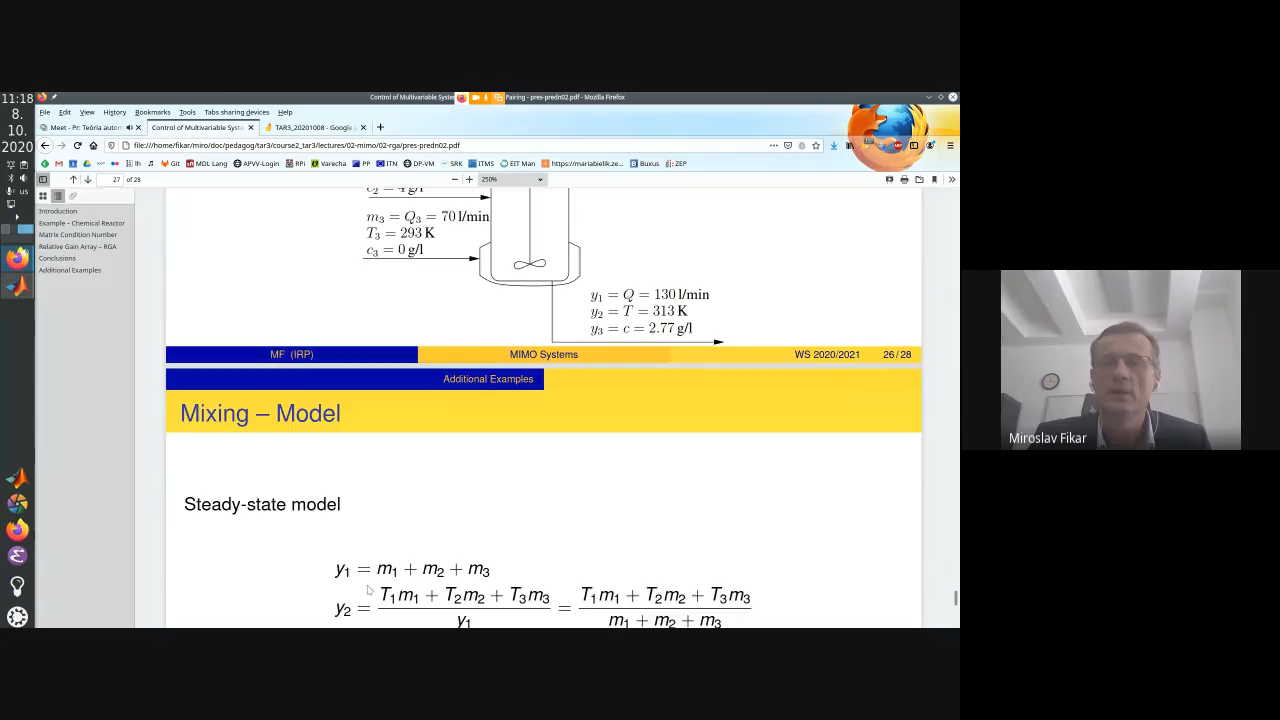 11:18
8.
10.
2020
us
Control of Multivariable Syste
Pairing - pres-predn02.pdf - Mozilla Firefox
File Edit View History Bookmarks Tools Tabs sharing devices Help
Meet - Pr: Teória autom
Control of Multivariable Syst
TAR3_20201008 - Google J
file:///home/fikar/miro/doc/pedagog/tar3/course2_tar3/lectures/02-mimo/02-rga/pres-predn02.pdf
lh Git MDL Lang APVV-Login RPi Varecha PP ITN DP-VM SRK ITMS EIT Man https://mariabielik.ze... Buxus ZEP
27 of 28
250%
Introduction
Example – Chemical Reactor
Matrix Condition Number
Relative Gain Array – RGA
Conclusions
Additional Examples
c₂ = 4 g/l
m₃ = Q₃ = 70 l/min
T₃ = 293 K
c₃ = 0 g/l
y₁ = Q = 130 l/min
y₂ = T = 313 K
y₃ = c = 2.77 g/l
MF (IRP) MIMO Systems WS 2020/2021 26 / 28
Additional Examples
Mixing – Model
Steady-state model
y₁ = m₁ + m₂ + m₃
y₂ = T₁m₁ + T₂m₂ + T₃m₃ / y₁ = T₁m₁ + T₂m₂ + T₃m₃ / m₁ + m₂ + m₃
Miroslav Fikar